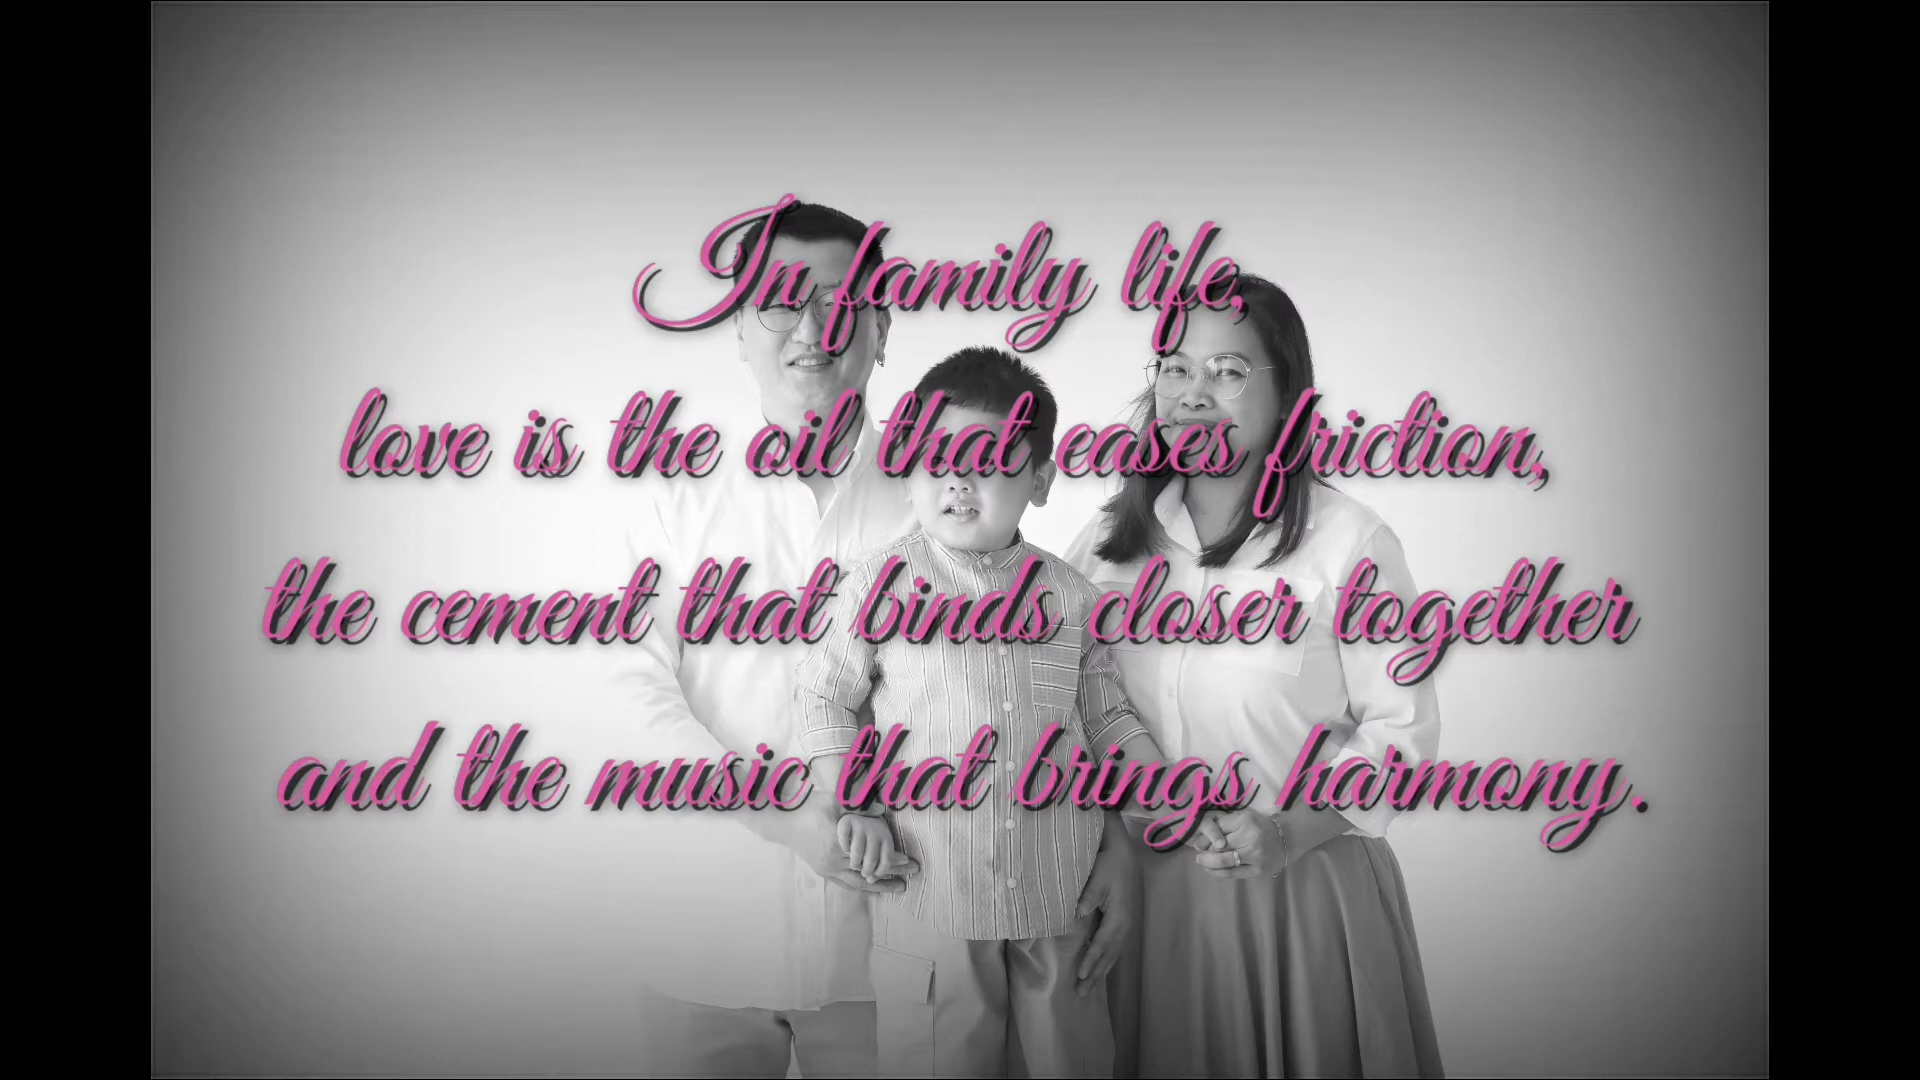 In family life,
love is the oil that eases friction,
the cement that binds closer together
and the music that brings harmony.